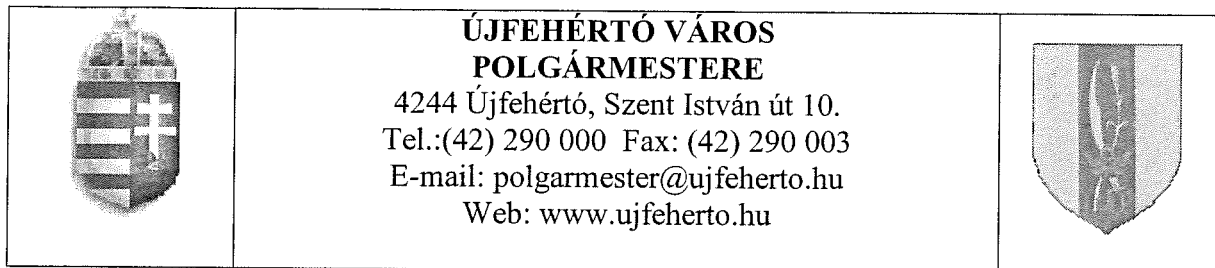 ÚJFEHÉRTÓ VÁROS
POLGÁRMESTERE
4244 Újfehértó, Szent István út 10.
Tel.:(42) 290 000 Fax: (42) 290 003
E-mail: polgarmester@ujfeherto.hu
Web: www.ujfeherto.hu